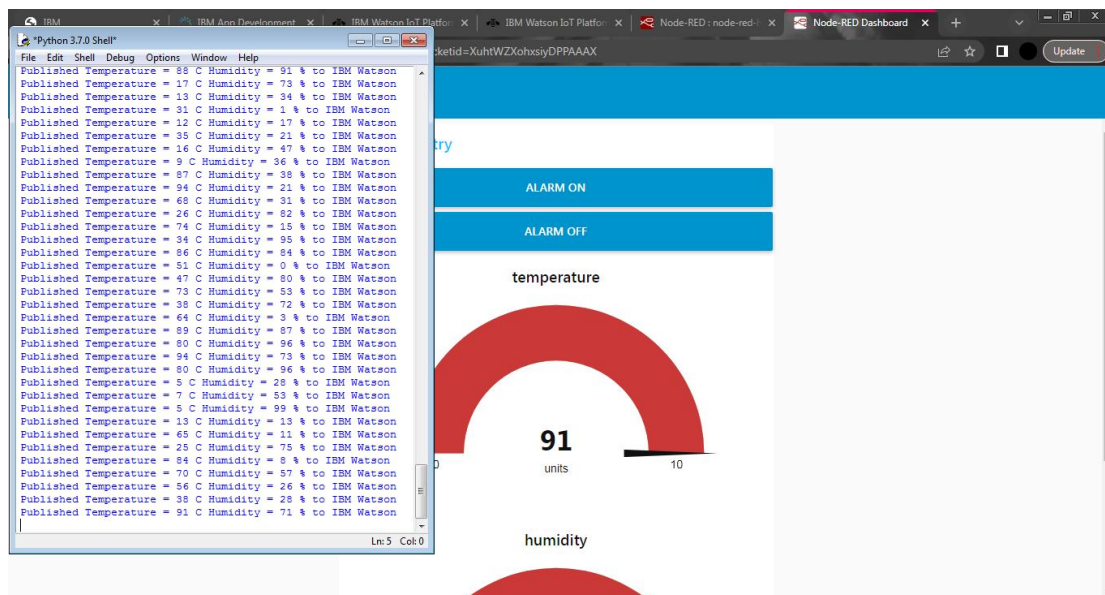 IBM
IBM App Development
IBM Watson IoT Platfor
IBM Watson IoT Platfor
Node-RED : node-red-
Node-RED Dashboard
*Python 3.7.0 Shell*
File Edit Shell Debug Options Window Help
cketid=XuhtWZXohxsiyDPPAAAX
Update
Published Temperature = 88 C Humidity = 91 % to IBM Watson
Published Temperature = 17 C Humidity = 73 % to IBM Watson
Published Temperature = 13 C Humidity = 34 % to IBM Watson
Published Temperature = 31 C Humidity = 1 % to IBM Watson
Published Temperature = 12 C Humidity = 17 % to IBM Watson
Published Temperature = 35 C Humidity = 21 % to IBM Watson
Published Temperature = 16 C Humidity = 47 % to IBM Watson
Published Temperature = 9 C Humidity = 36 % to IBM Watson
Published Temperature = 87 C Humidity = 38 % to IBM Watson
Published Temperature = 94 C Humidity = 21 % to IBM Watson
Published Temperature = 68 C Humidity = 31 % to IBM Watson
Published Temperature = 26 C Humidity = 82 % to IBM Watson
Published Temperature = 74 C Humidity = 15 % to IBM Watson
Published Temperature = 34 C Humidity = 95 % to IBM Watson
Published Temperature = 86 C Humidity = 84 % to IBM Watson
Published Temperature = 51 C Humidity = 0 % to IBM Watson
Published Temperature = 47 C Humidity = 80 % to IBM Watson
Published Temperature = 73 C Humidity = 53 % to IBM Watson
Published Temperature = 38 C Humidity = 72 % to IBM Watson
Published Temperature = 64 C Humidity = 3 % to IBM Watson
Published Temperature = 89 C Humidity = 87 % to IBM Watson
Published Temperature = 80 C Humidity = 96 % to IBM Watson
Published Temperature = 94 C Humidity = 73 % to IBM Watson
Published Temperature = 80 C Humidity = 96 % to IBM Watson
Published Temperature = 5 C Humidity = 28 % to IBM Watson
Published Temperature = 7 C Humidity = 53 % to IBM Watson
Published Temperature = 5 C Humidity = 99 % to IBM Watson
Published Temperature = 13 C Humidity = 13 % to IBM Watson
Published Temperature = 65 C Humidity = 11 % to IBM Watson
Published Temperature = 25 C Humidity = 75 % to IBM Watson
Published Temperature = 84 C Humidity = 8 % to IBM Watson
Published Temperature = 70 C Humidity = 57 % to IBM Watson
Published Temperature = 56 C Humidity = 26 % to IBM Watson
Published Temperature = 38 C Humidity = 28 % to IBM Watson
Published Temperature = 91 C Humidity = 71 % to IBM Watson
Ln: 5 Col: 0
try
ALARM ON
ALARM OFF
temperature
91
units
0
10
humidity